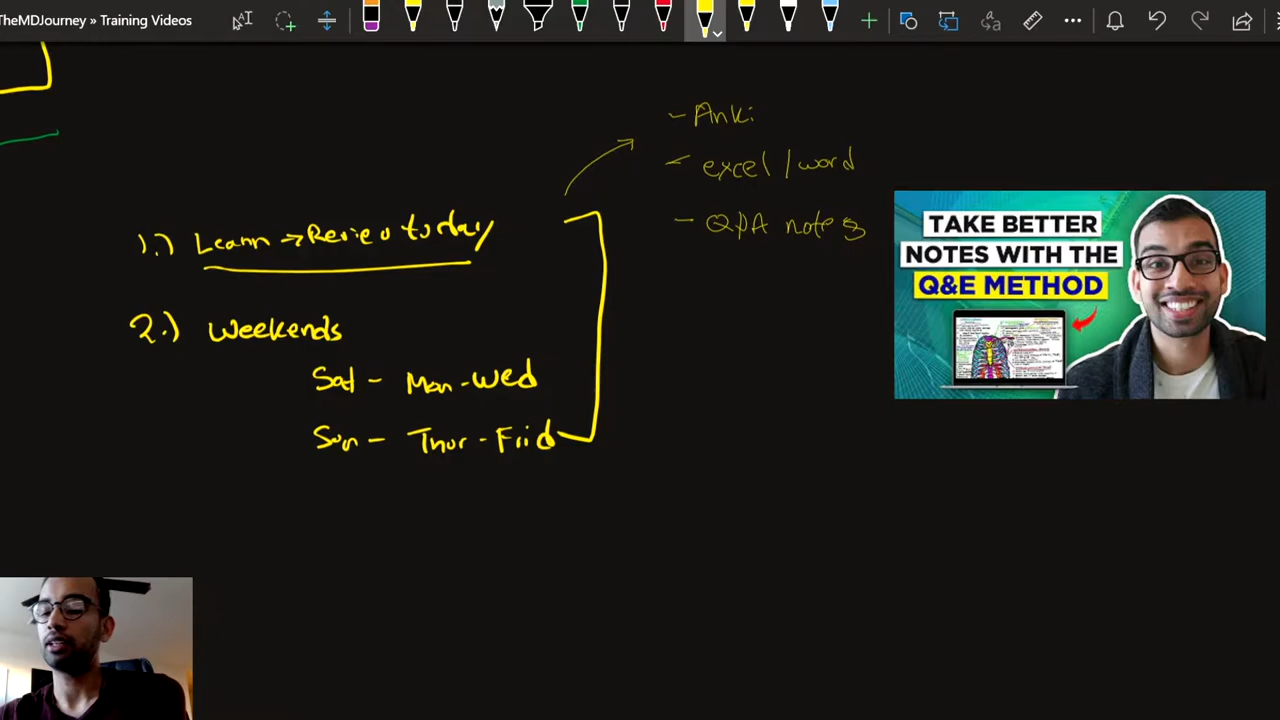 TheMDJourney » Training Videos
- Anki
- excel / word
- Q&A notes
1.) Learn → Review today
2.) Weekends
Sat - Mon-Wed
Sun - Thur - Frid
TAKE BETTER
NOTES WITH THE
Q&E METHOD